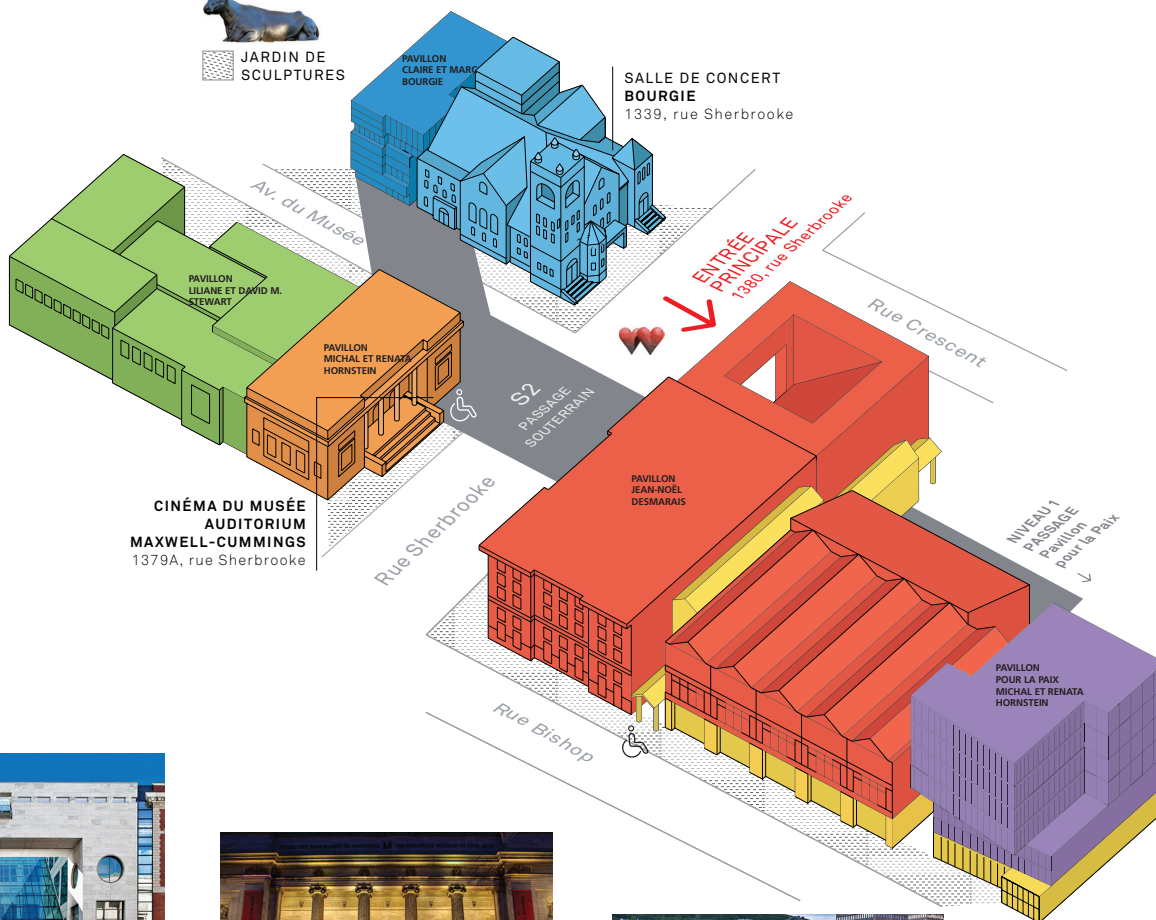 JARDIN DE
SCULPTURES
PAVILLON
CLAIRE ET MARC
BOURGIE
SALLE DE CONCERT
BOURGIE
1339, rue Sherbrooke
Av. du Musée
PAVILLON
LILIANE ET DAVID M.
STEWART
ENTRÉE
PRINCIPALE
1380, rue Sherbrooke
Rue Crescent
PAVILLON
MICHAL ET RENATA
HORNSTEIN
S2
PASSAGE
SOUTERRAIN
PAVILLON
JEAN-NOËL
DESMARAIS
CINÉMA DU MUSÉE
AUDITORIUM
MAXWELL-CUMMINGS
1379A, rue Sherbrooke
Rue Sherbrooke
NIVEAU 1
PASSAGE
Pavillon
pour la Paix
→
PAVILLON
POUR LA PAIX
MICHAL ET RENATA
HORNSTEIN
Rue Bishop